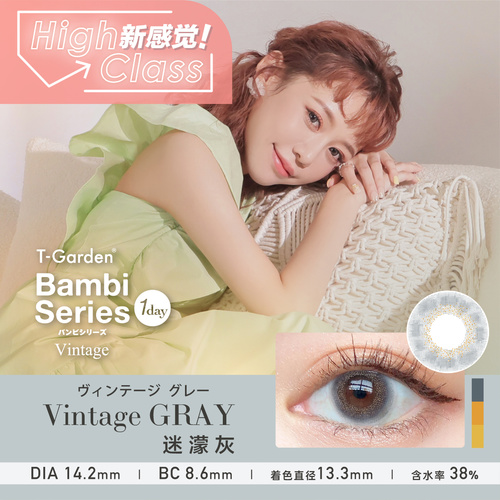 High 新感觉!
Class
T-Garden®
Bambi
Series 1day
バンビシリーズ
Vintage
ヴィンテージ グレー
Vintage GRAY
迷濛灰
DIA 14.2mm | BC 8.6mm | 着色直径13.3mm | 含水率 38%